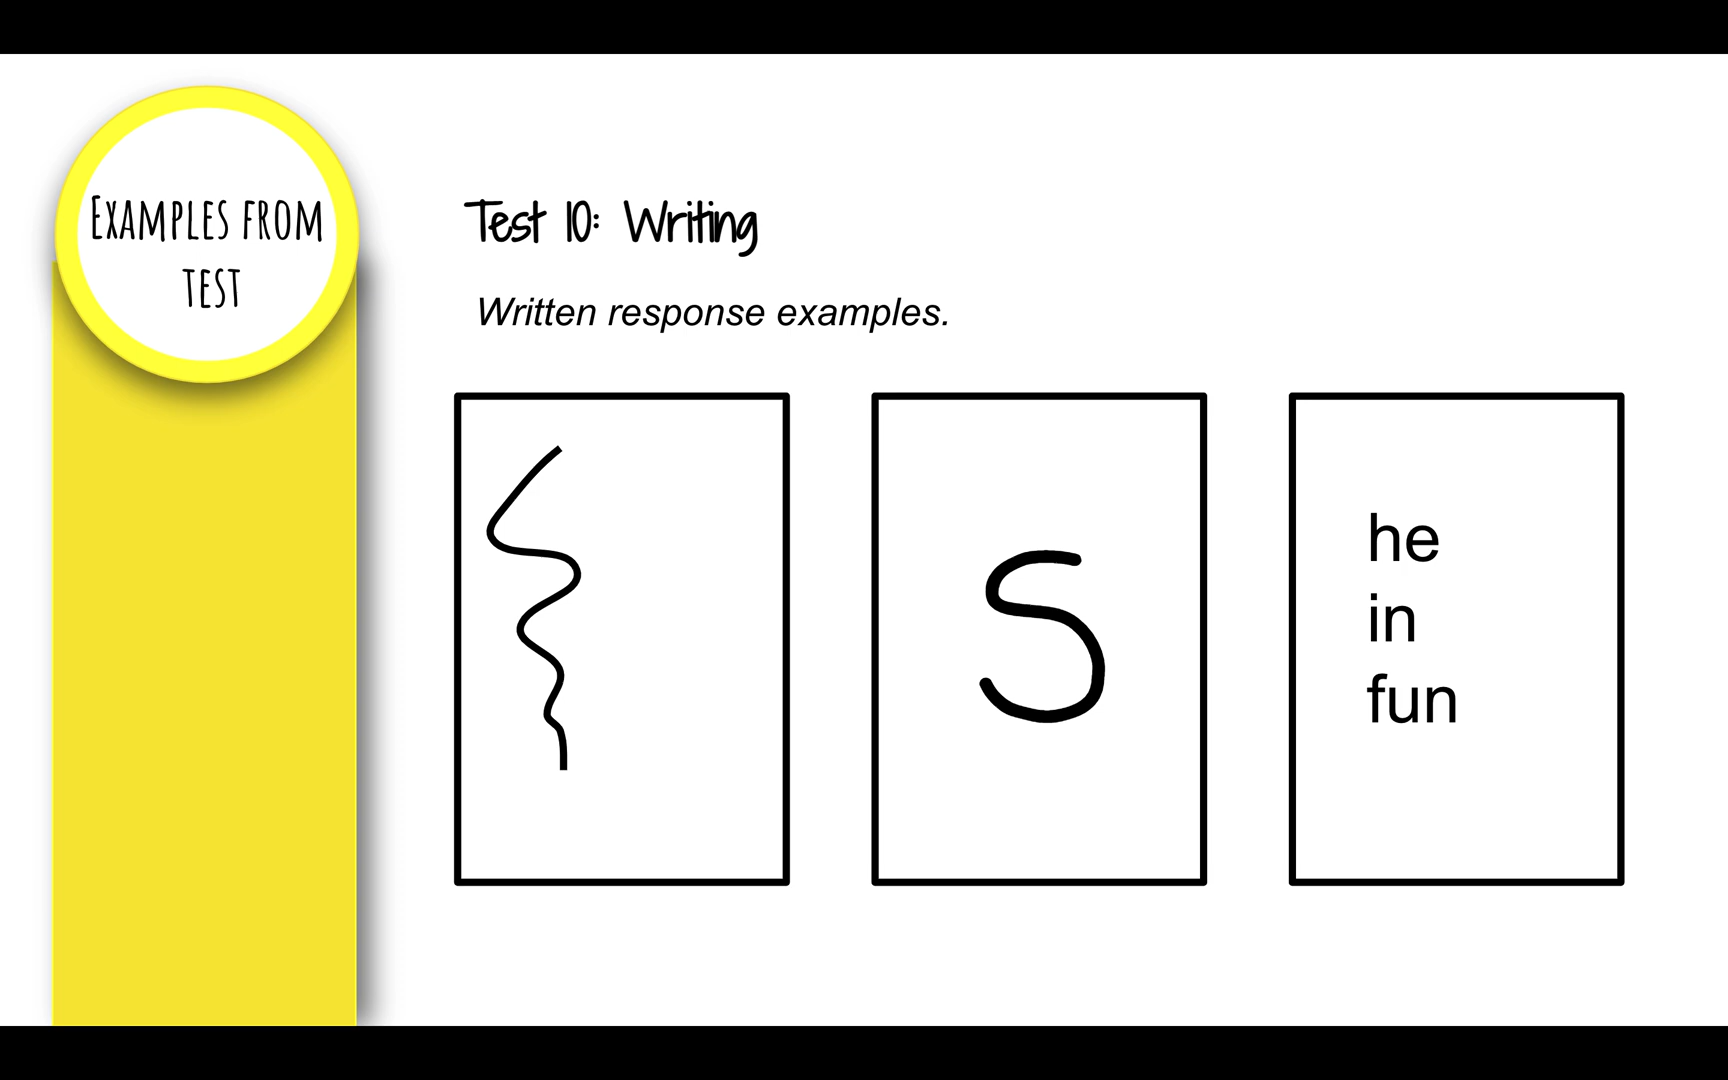 Examples from
test
Test 10: Writing
Written response examples.
S
he
in
fun